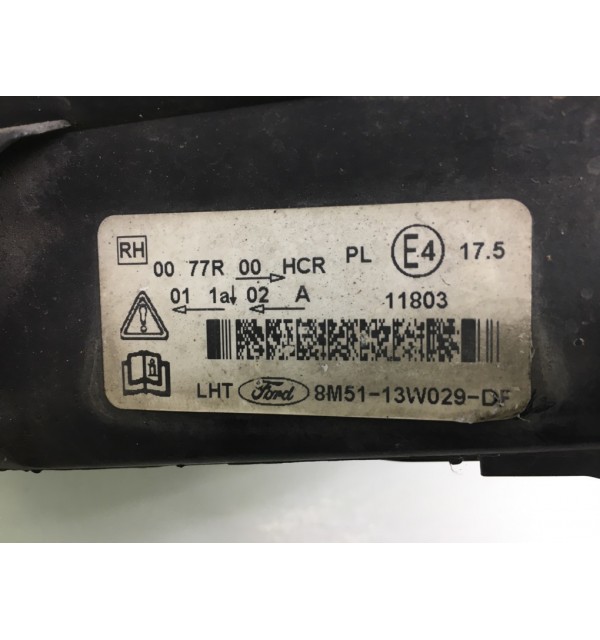 RH 00 77R 00 HCR PL E4 17.5
01 1a 02 A 11803
i
LHT Ford 8M51-13W029-DF